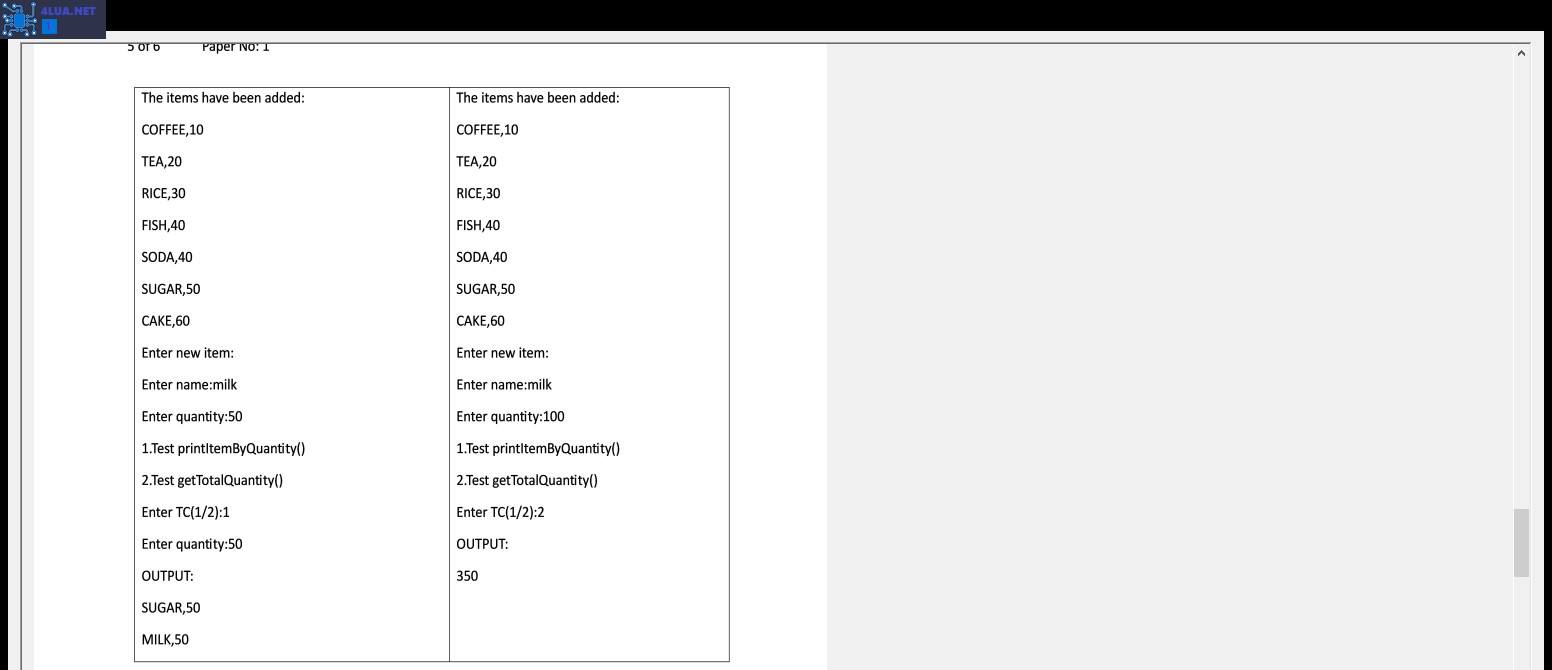 4LUA.NET
5 of 6 Paper No: 1
The items have been added:
COFFEE,10
TEA,20
RICE,30
FISH,40
SODA,40
SUGAR,50
CAKE,60
Enter new item:
Enter name:milk
Enter quantity:50
1.Test printItemByQuantity()
2.Test getTotalQuantity()
Enter TC(1/2):1
Enter quantity:50
OUTPUT:
SUGAR,50
MILK,50
The items have been added:
COFFEE,10
TEA,20
RICE,30
FISH,40
SODA,40
SUGAR,50
CAKE,60
Enter new item:
Enter name:milk
Enter quantity:100
1.Test printItemByQuantity()
2.Test getTotalQuantity()
Enter TC(1/2):2
OUTPUT:
350